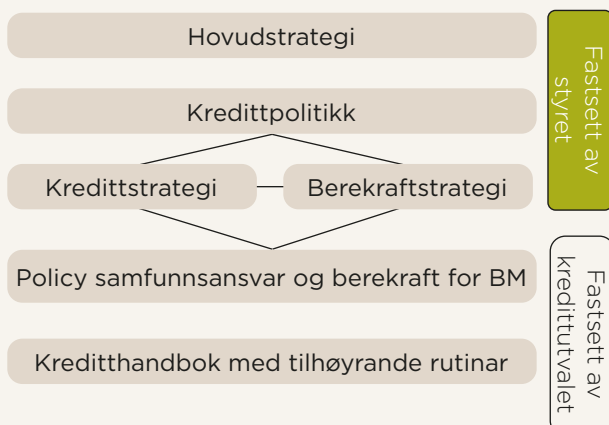 Hovudstrategi
Kredittpolitikk
Kredittstrategi
Berekraftstrategi
Policy samfunnsansvar og berekraft for BM
Kreditthandbok med tilhøyrande rutinar
Fastsett av
styret
Fastsett av
kredittutvalet